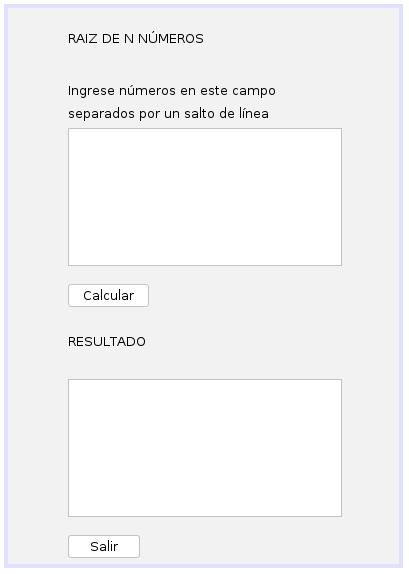 RAIZ DE N NÚMEROS
Ingrese números en este campo
separados por un salto de línea
Calcular
RESULTADO
Salir